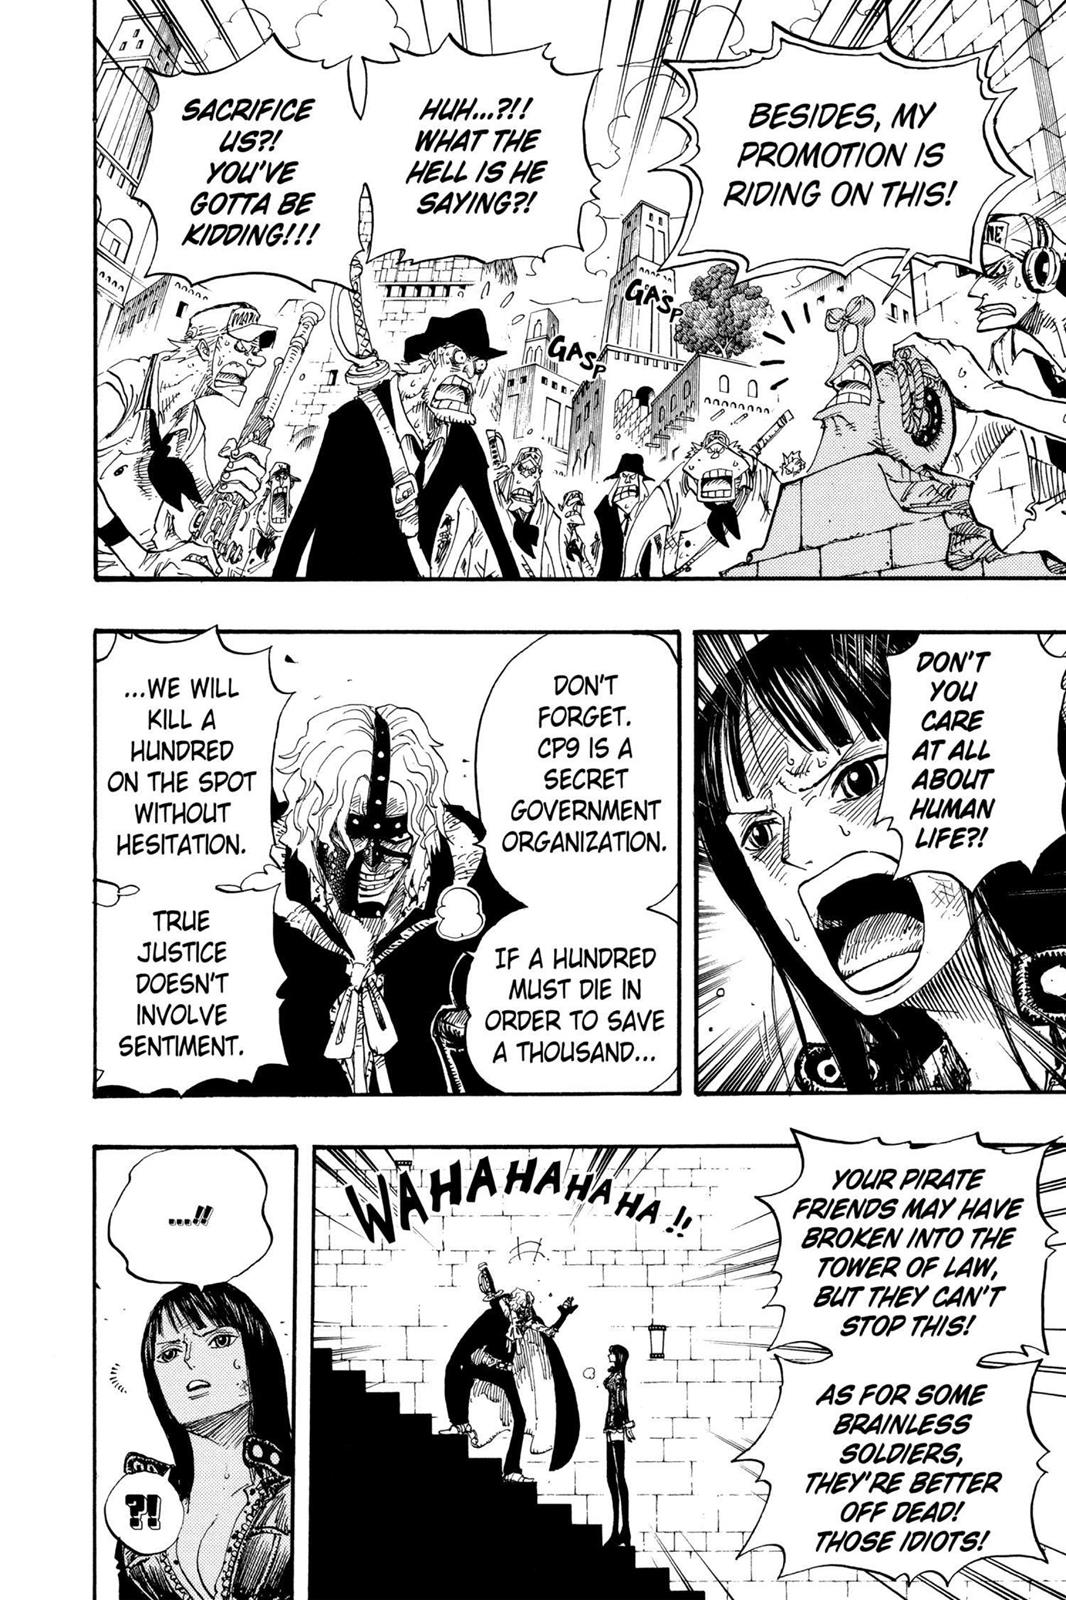 BESIDES, MY
PROMOTION IS
RIDING ON THIS!
HUH...?!!
WHAT THE
HELL IS HE
SAYING?!
SACRIFICE
US?!
YOU'VE
GOTTA BE
KIDDING!!!
GASP
GASP
DON'T
YOU
CARE
AT ALL
ABOUT
HUMAN
LIFE?!
DON'T
FORGET.
CP9 IS A
SECRET
GOVERNMENT
ORGANIZATION.
IF A HUNDRED
MUST DIE IN
ORDER TO SAVE
A THOUSAND...
...WE WILL
KILL A
HUNDRED
ON THE SPOT
WITHOUT
HESITATION.
TRUE
JUSTICE
DOESN'T
INVOLVE
SENTIMENT.
YOUR PIRATE
FRIENDS MAY HAVE
BROKEN INTO THE
TOWER OF LAW,
BUT THEY CAN'T
STOP THIS!
AS FOR SOME
BRAINLESS
SOLDIERS,
THEY'RE BETTER
OFF DEAD!
THOSE IDIOTS!
WAHAHAHAHAHA!!
...!!
?!